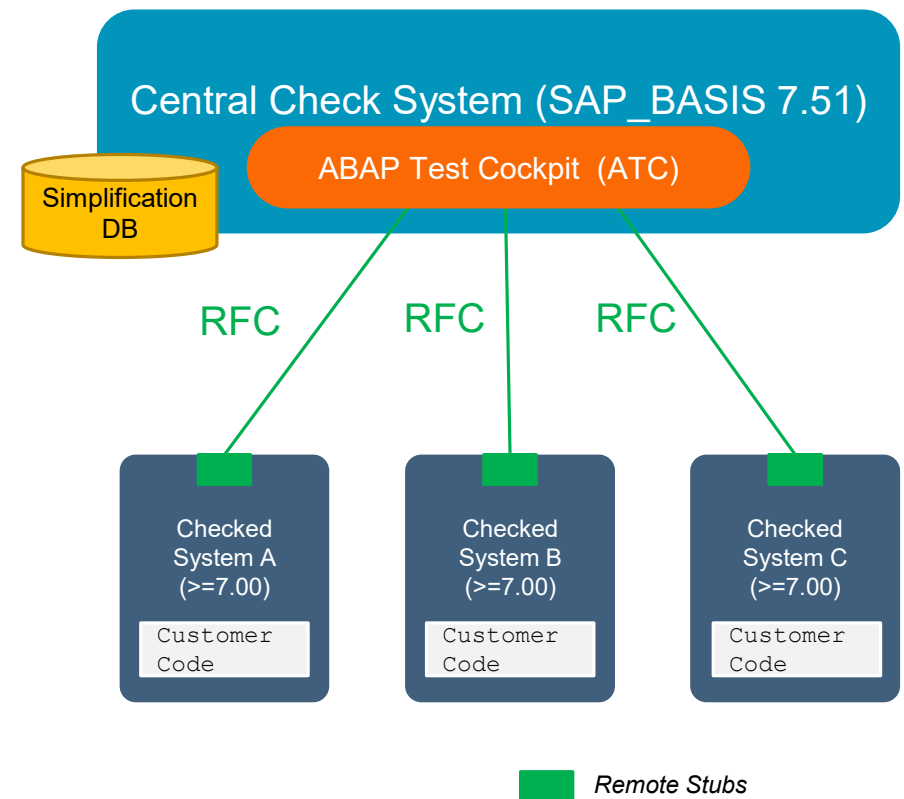 Central Check System (SAP_BASIS 7.51)
ABAP Test Cockpit (ATC)
Simplification
DB
RFC
RFC
RFC
Checked
System A
(>=7.00)
Customer
Code
Checked
System B
(>=7.00)
Customer
Code
Checked
System C
(>=7.00)
Customer
Code
Remote Stubs